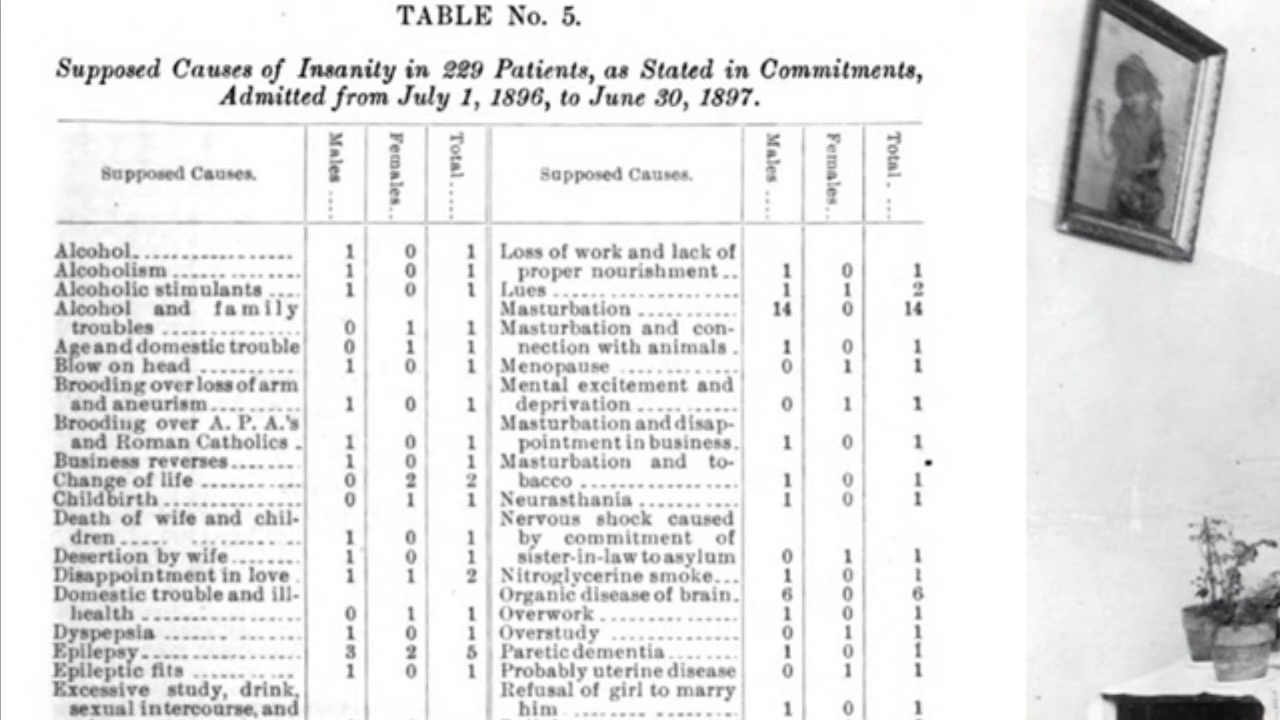 TABLE No. 5.
Supposed Causes of Insanity in 229 Patients, as Stated in Commitments,
Admitted from July 1, 1896, to June 30, 1897.
Supposed Causes. Males.... Females.. Total.....
Alcohol.................. 1 0 1
Alcoholism .............. 1 0 1
Alcoholic stimulants .... 1 0 1
Alcohol and family
troubles ................ 0 1 1
Age and domestic trouble 0 1 1
Blow on head ............ 1 0 1
Brooding over loss of arm
and aneurism............ 1 0 1
Brooding over A. P. A.'s
and Roman Catholics . 1 0 1
Business reverses....... 1 0 1
Change of life .......... 0 2 2
Childbirth .............. 0 1 1
Death of wife and chil-
dren ..... ............. 1 0 1
Desertion by wife....... 1 0 1
Disappointment in love . 1 1 2
Domestic trouble and ill-
health .................. 0 1 1
Dyspepsia ............... 1 0 1
Epilepsy................. 3 2 5
Epileptic fits .......... 1 0 1
Excessive study, drink,
sexual intercourse, and
Supposed Causes. Males.... Females.. Total. ...
Loss of work and lack of
proper nourishment .. 1 0 1
Lues .................... 1 1 2
Masturbation ............ 14 0 14
Masturbation and con-
nection with animals . 1 0 1
Menopause ............... 0 1 1
Mental excitement and
deprivation ............. 0 1 1
Masturbation and disap-
pointment in business. 1 0 1
Masturbation and to-
bacco ................... 1 0 1
Neurasthania ............ 1 0 1
Nervous shock caused
by commitment of
sister-in-law to asylum 0 1 1
Nitroglycerine smoke... 1 0 1
Organic disease of brain. 6 0 6
Overwork ................ 1 0 1
Overstudy ............... 0 1 1
Paretic dementia........ 1 0 1
Probably uterine disease 0 1 1
Refusal of girl to marry
him ..................... 1 0 1